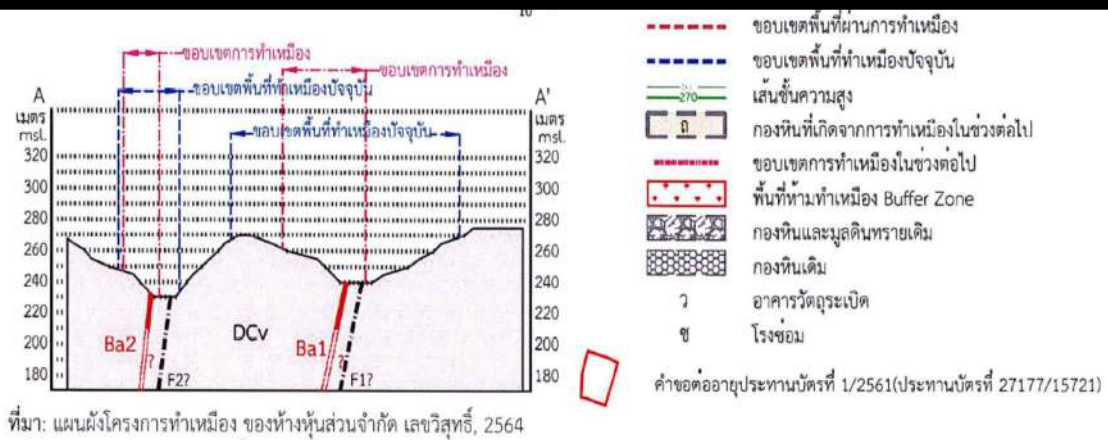 ขอบเขตการทำเหมือง
ขอบเขตการทำเหมือง
ขอบเขตพื้นที่ทำเหมืองปัจจุบัน
ขอบเขตพื้นที่ทำเหมืองปัจจุบัน
A
A'
เมตร
msl.
320
300
280
260
240
220
200
180
เมตร
msl.
320
300
280
260
240
220
200
180
Ba2
?
F2?
DCv
Ba1
?
F1?
ที่มา: แผนผังโครงการทำเหมือง ของห้างหุ้นส่วนจำกัด เลขวิสุทธิ์, 2564
ขอบเขตพื้นที่ผ่านการทำเหมือง
ขอบเขตพื้นที่ทำเหมืองปัจจุบัน
270 เส้นชั้นความสูง
ถ กองหินที่เกิดจากการทำเหมืองในช่วงต่อไป
ขอบเขตการทำเหมืองในช่วงต่อไป
พื้นที่ห้ามทำเหมือง Buffer Zone
กองหินและมูลดินทรายเดิม
กองหินเดิม
ว อาคารวัตถุระเบิด
ช โรงซ่อม
คำขอต่ออายุประทานบัตรที่ 1/2561(ประทานบัตรที่ 27177/15721)